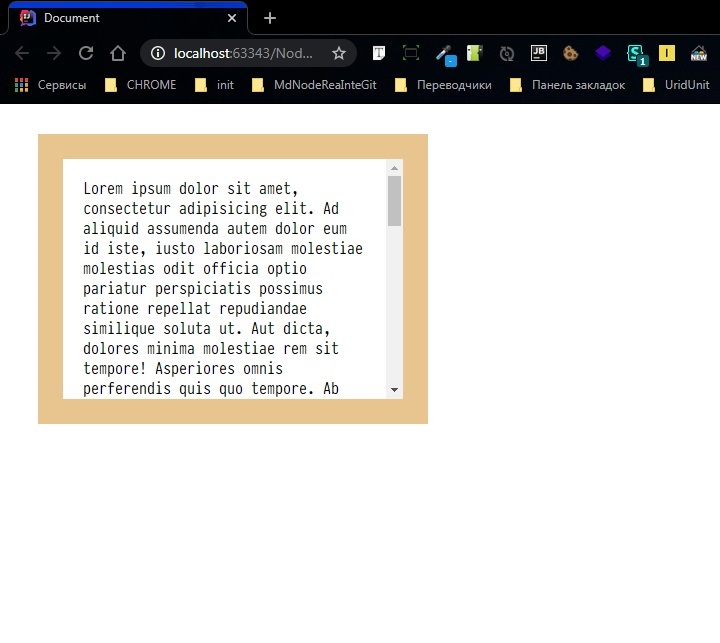 Document
localhost:63343/Nod...
T
JB
1
I
NEW
Сервисы
CHROME
init
MdNodeReaInteGit
Переводчики
Панель закладок
UridUnit
Lorem ipsum dolor sit amet,
consectetur adipisicing elit. Ad
aliquid assumenda autem dolor eum
id iste, iusto laboriosam molestiae
molestias odit officia optio
pariatur perspiciatis possimus
ratione repellat repudiandae
similique soluta ut. Aut dicta,
dolores minima molestiae rem sit
tempore! Asperiores omnis
perferendis quis quo tempore. Ab